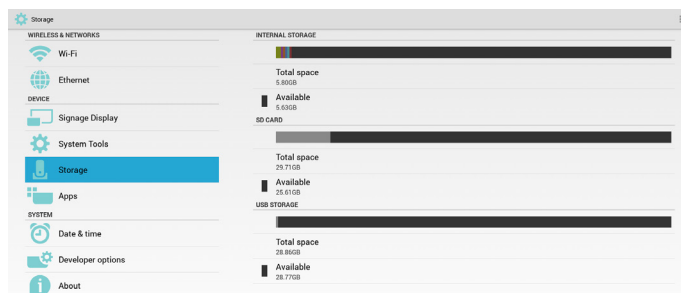 Storage
WIRELESS & NETWORKS
Wi-Fi
Ethernet
DEVICE
Signage Display
System Tools
Storage
Apps
SYSTEM
Date & time
Developer options
About
INTERNAL STORAGE
Total space
5.80GB
Available
5.63GB
SD CARD
Total space
29.71GB
Available
25.61GB
USB STORAGE
Total space
28.86GB
Available
28.77GB